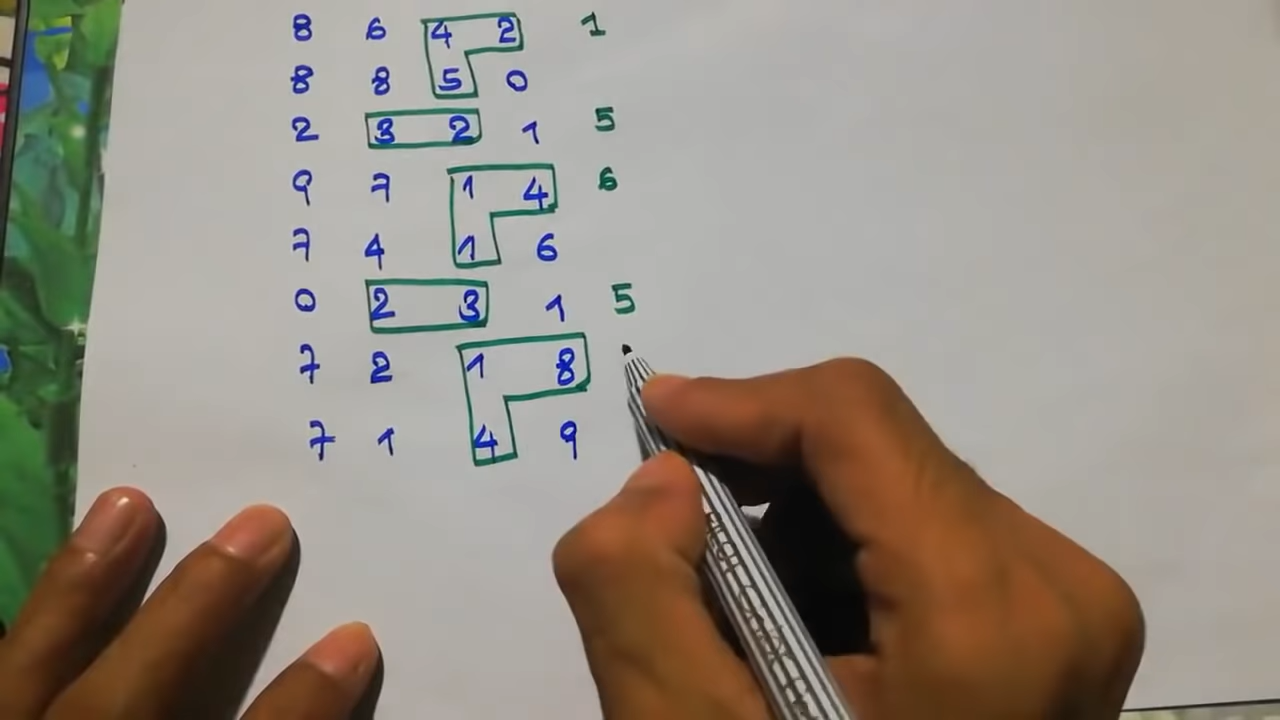 8 6 4 2 1
8 8 5 0
2 3 2 1 5
9 7 1 4 6
7 4 1 6
0 2 3 1 5
7 2 1 8
7 1 4 9